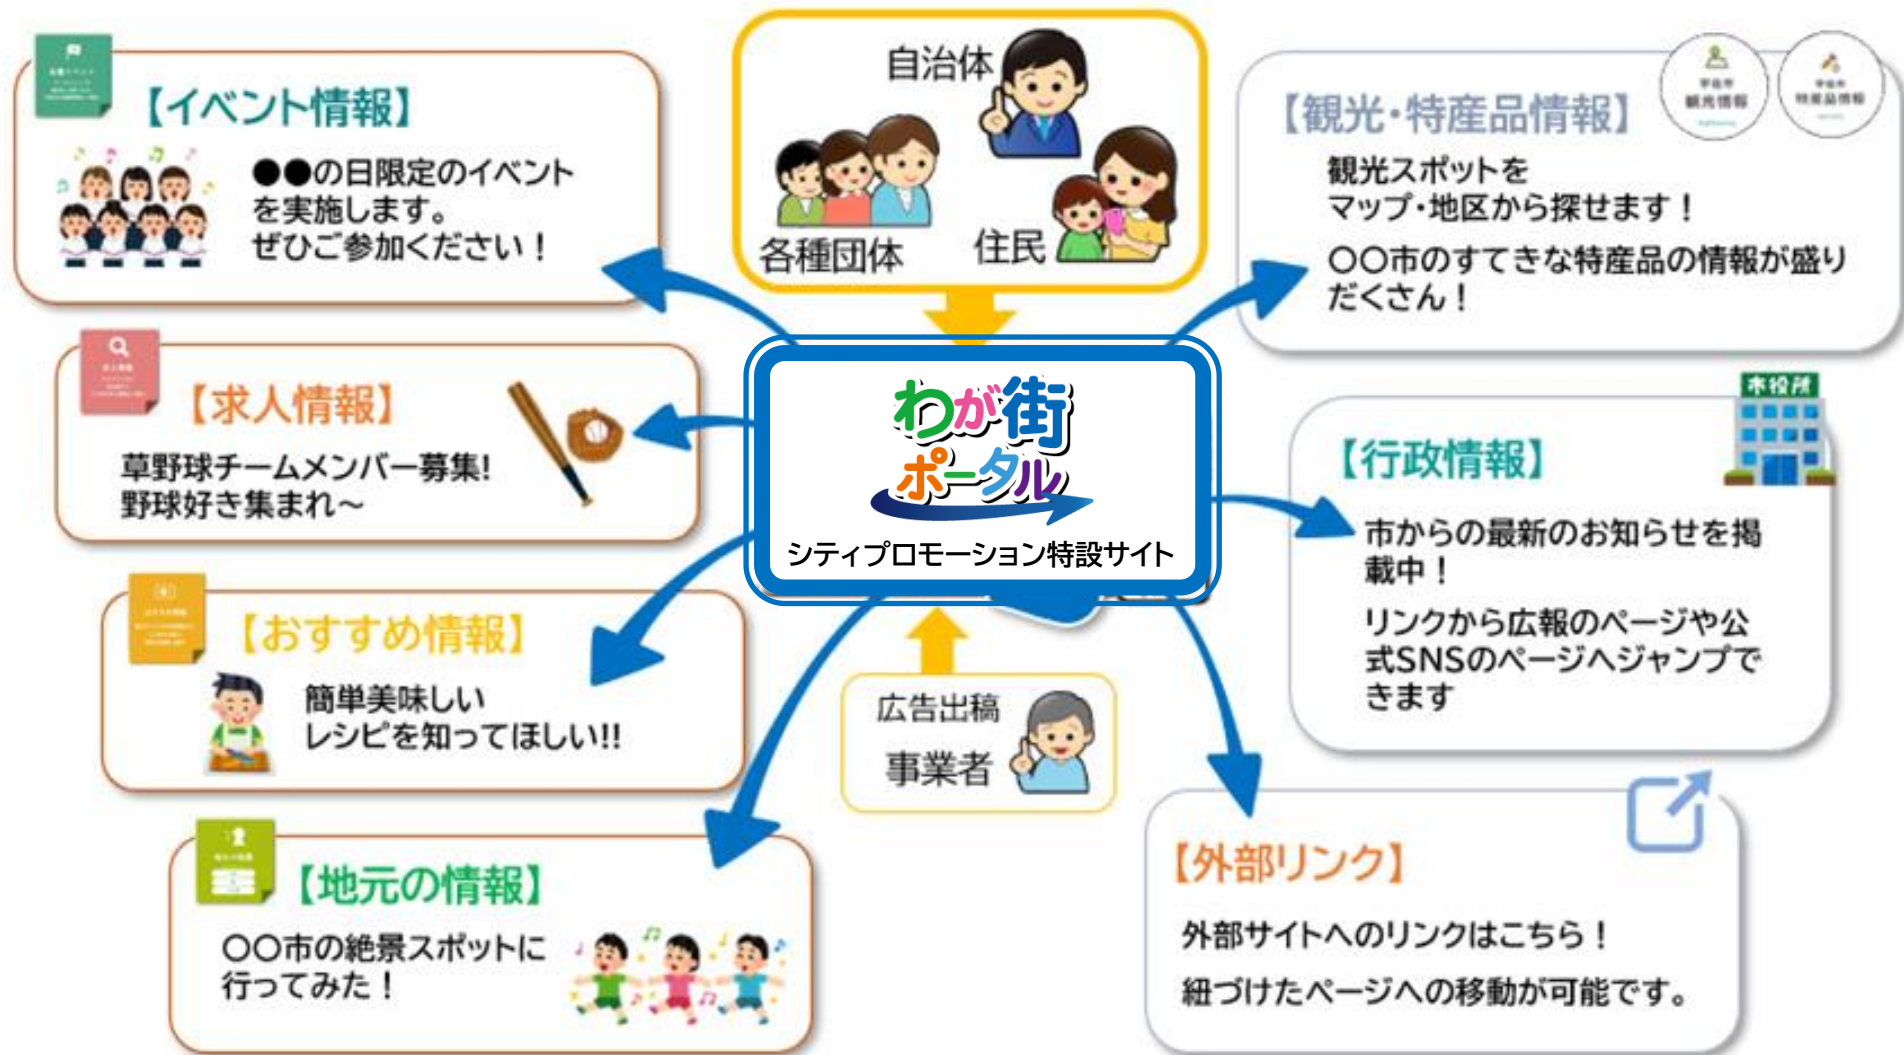 【イベント情報】
●●の日限定のイベント
を実施します。
ぜひご参加ください！
自治体
各種団体
住民
【観光・特産品情報】
観光情報
特産品情報
観光スポットを
マップ・地区から探せます！
〇〇市のすてきな特産品の情報が盛り
だくさん！
【求人情報】
草野球チームメンバー募集!
野球好き集まれ～
わが街
ポータル
シティプロモーション特設サイト
市役所
【行政情報】
市からの最新のお知らせを掲
載中！
リンクから広報のページや公
式SNSのページへジャンプで
きます
【おすすめ情報】
簡単美味しい
レシピを知ってほしい!!
広告出稿
事業者
【地元の情報】
〇〇市の絶景スポットに
行ってみた！
【外部リンク】
外部サイトへのリンクはこちら！
紐づけたページへの移動が可能です。